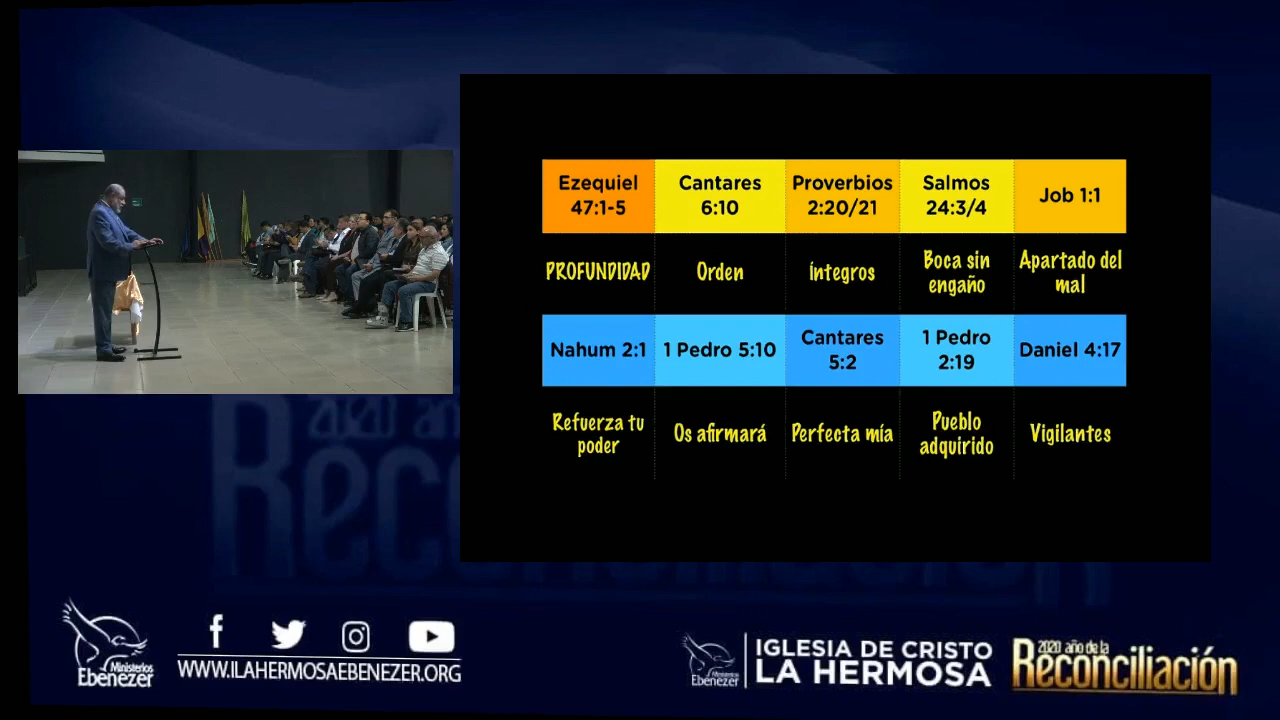 Ezequiel
47:1-5
Cantares
6:10
Proverbios
2:20/21
Salmos
24:3/4
Job 1:1
PROFUNDIDAD
Orden
Íntegros
Boca sin
engaño
Apartado del
mal
Nahum 2:1
1 Pedro 5:10
Cantares
5:2
1 Pedro
2:19
Daniel 4:17
Refuerza tu
poder
Os afirmará
Perfecta mía
Pueblo
adquirido
Vigilantes
2020 año
Reconciliación
Ministerios
Ebenezer
WWW.ILAHERMOSAEBENEZER.ORG
Ministerios
Ebenezer
IGLESIA DE CRISTO
LA HERMOSA
2020 año de la
Reconciliación